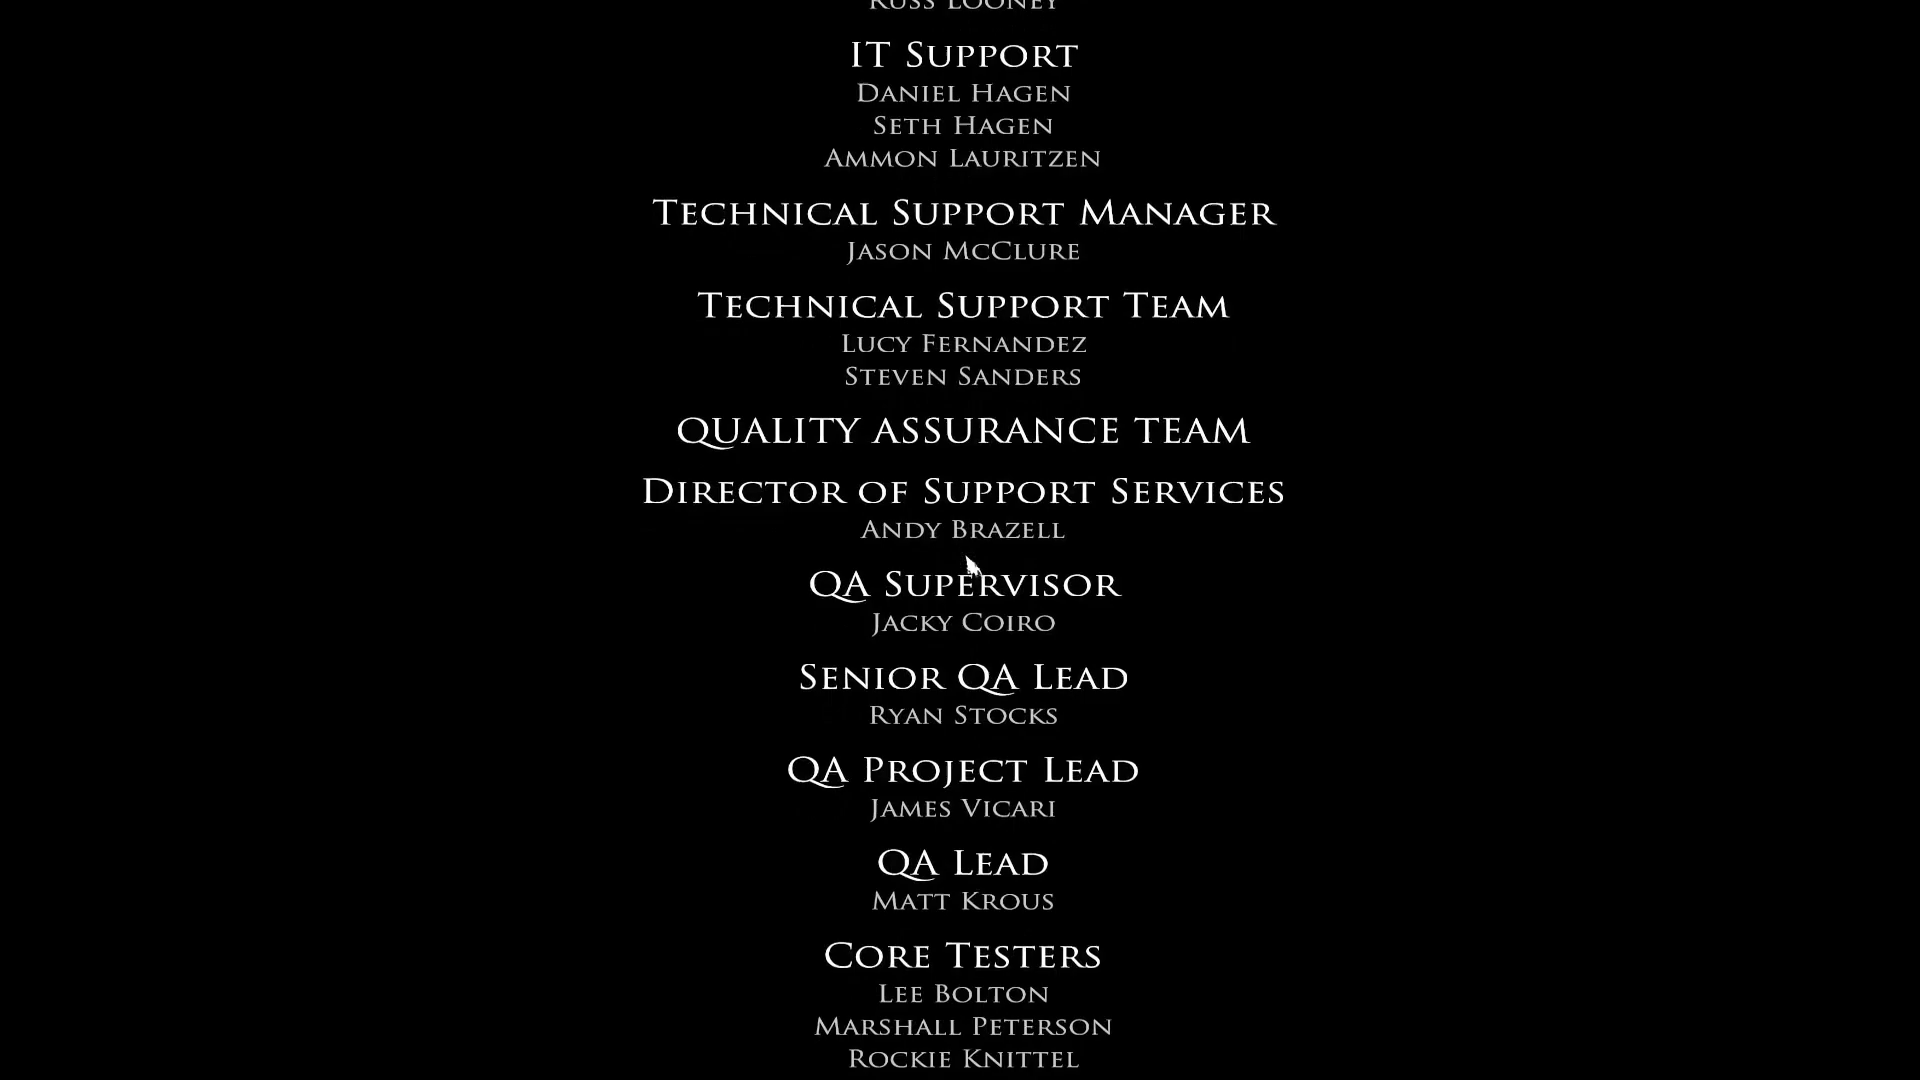 Russ Looney
IT Support
Daniel Hagen
Seth Hagen
Ammon Lauritzen
Technical Support Manager
Jason McClure
Technical Support Team
Lucy Fernandez
Steven Sanders
QUALITY ASSURANCE TEAM
Director of Support Services
Andy Brazell
QA Supervisor
Jacky Coiro
Senior QA Lead
Ryan Stocks
QA Project Lead
James Vicari
QA Lead
Matt Krous
Core Testers
Lee Bolton
Marshall Peterson
Rockie Knittel